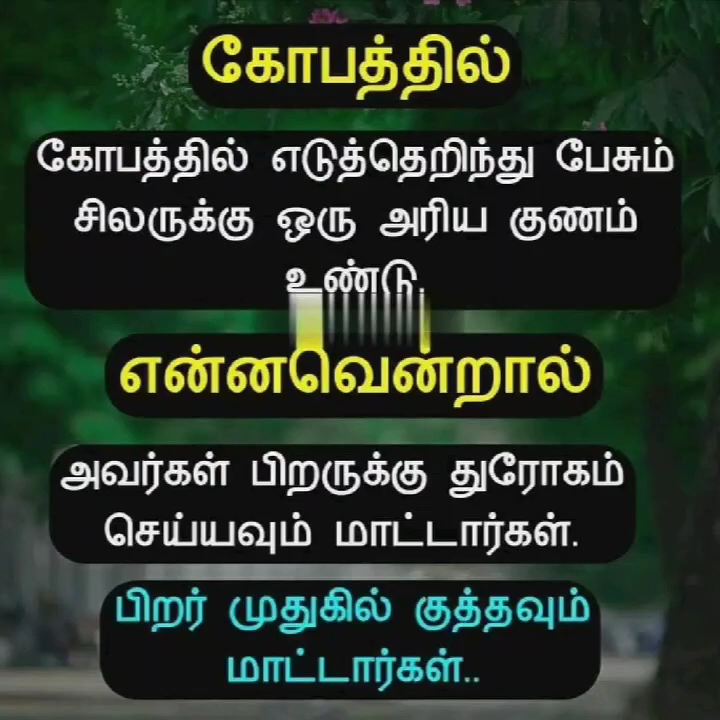 கோபத்தில்
கோபத்தில் எடுத்தெறிந்து பேசும்
சிலருக்கு ஒரு அரிய குணம்
உண்டு.
என்னவென்றால்
அவர்கள் பிறருக்கு துரோகம்
செய்யவும் மாட்டார்கள்.
பிறர் முதுகில் குத்தவும்
மாட்டார்கள்..